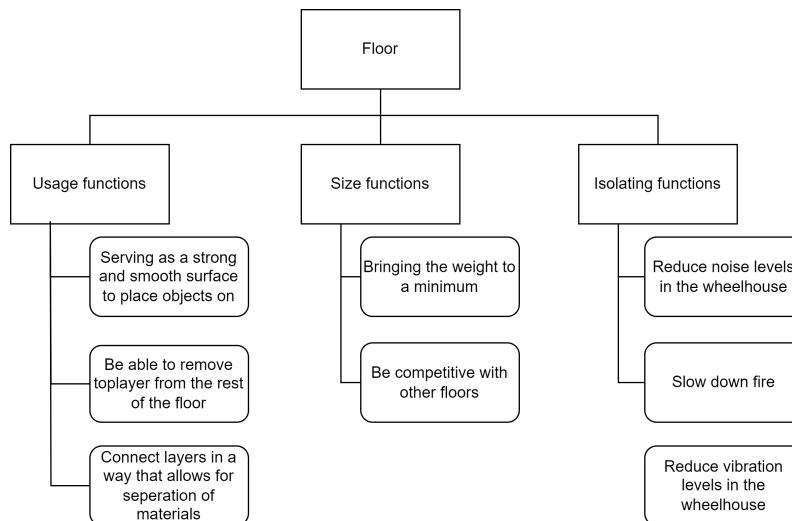 Floor
Usage functions
Size functions
Isolating functions
Serving as a strong
and smooth surface
to place objects on
Bringing the weight to
a minimum
Reduce noise levels
in the wheelhouse
Be able to remove
toplayer from the rest
of the floor
Be competitive with
other floors
Slow down fire
Connect layers in a
way that allows for
seperation of
materials
Reduce vibration
levels in the
wheelhouse